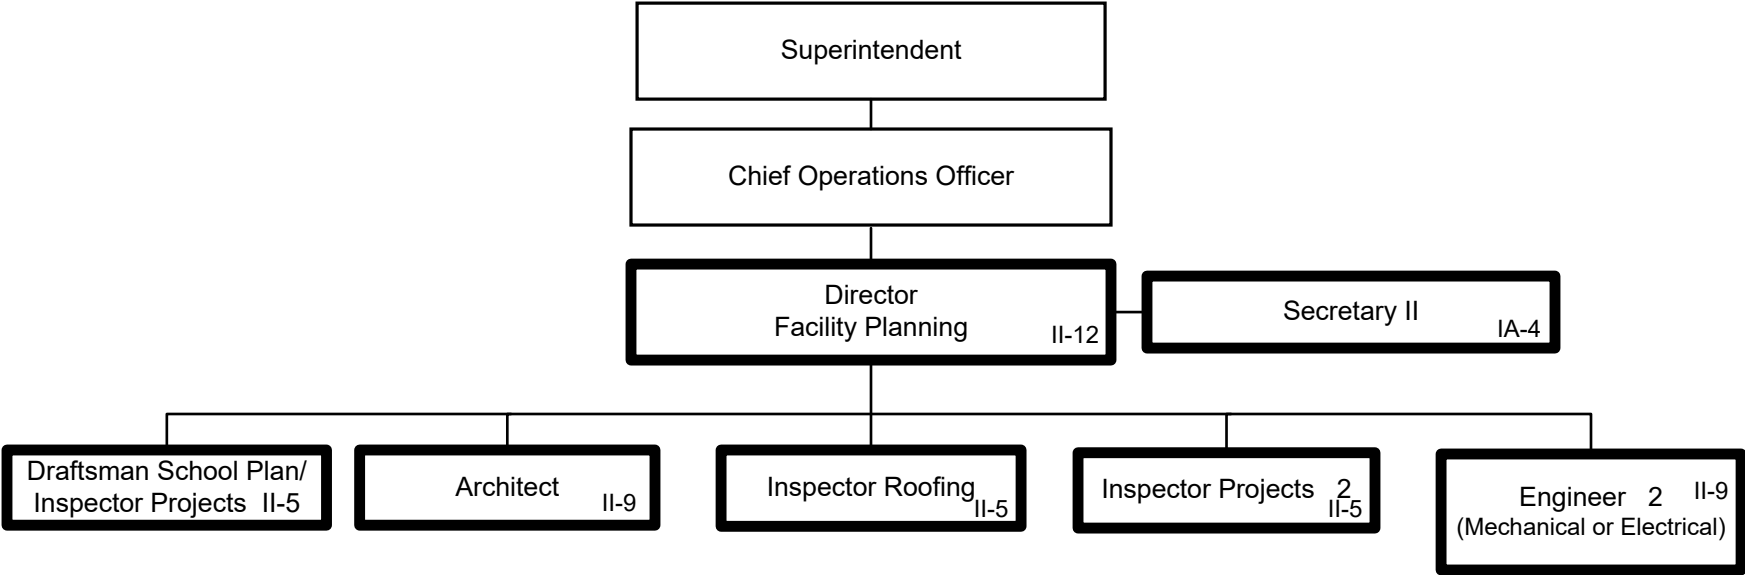 Superintendent
Chief Operations Officer
Director
Facility Planning
II-12
Secretary II
IA-4
Draftsman School Plan/
Inspector Projects II-5
Architect
II-9
Inspector Roofing
II-5
Inspector Projects 2
II-5
Engineer 2
II-9
(Mechanical or Electrical)